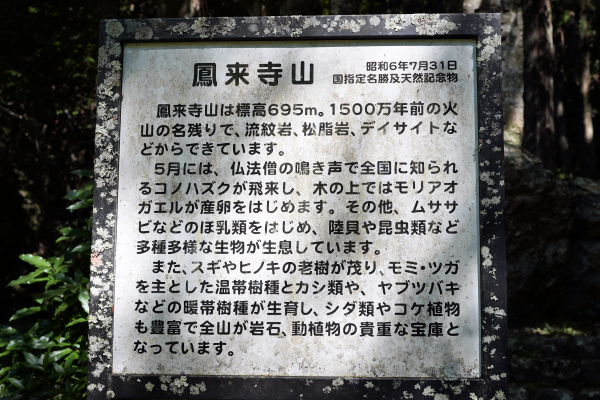 鳳来寺山
昭和6年7月31日
国指定名勝及天然記念物
鳳来寺山は標高695m。1500万年前の火
山の名残りで、流紋岩、松脂岩、デイサイトな
どからできています。
5月には、仏法僧の鳴き声で全国に知られ
るコノハズクが飛来し、木の上ではモリアオ
ガエルが産卵をはじめます。その他、ムササ
ビなどのほ乳類をはじめ、陸貝や昆虫類など
多種多様な生物が生息しています。
また、スギやヒノキの老樹が茂り、モミ・ツガ
を主とした温帯樹種とカシ類や、ヤブツバキ
などの暖帯樹種が生育し、シダ類やコケ植物
も豊富で全山が岩石、動植物の貴重な宝庫と
なっています。